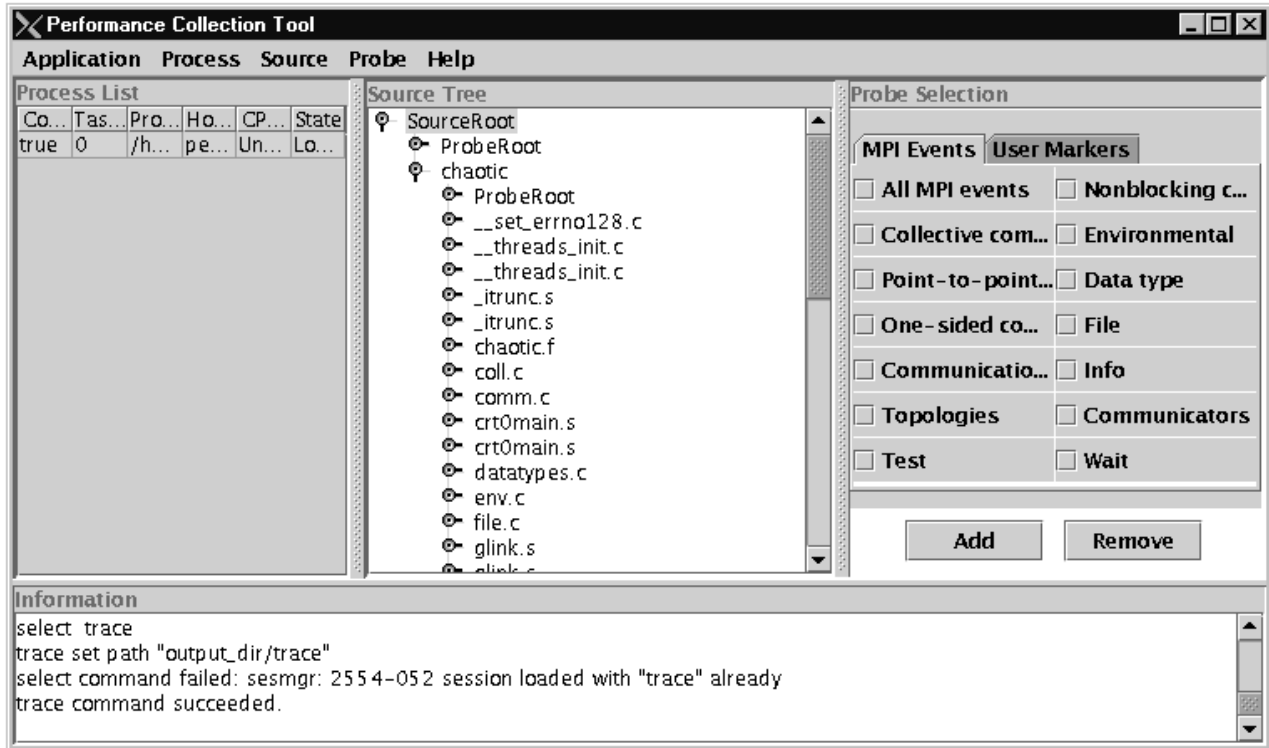 Performance Collection Tool
Application Process Source Probe Help
Process List
Co... Tas... Pro... Ho... CP... State
true 0 /h... pe... Un... Lo...
Source Tree
SourceRoot
ProbeRoot
chaotic
ProbeRoot
__set_errno128.c
__threads_init.c
__threads_init.c
_itrunc.s
_itrunc.s
chaotic.f
coll.c
comm.c
crt0main.s
crt0main.s
datatypes.c
env.c
file.c
glink.s
glink.s
Probe Selection
MPI Events User Markers
All MPI events Nonblocking c...
Collective com... Environmental
Point-to-point... Data type
One-sided co... File
Communicatio... Info
Topologies Communicators
Test Wait
Add Remove
Information
select trace
trace set path "output_dir/trace"
select command failed: sesmgr: 2554-052 session loaded with "trace" already
trace command succeeded.